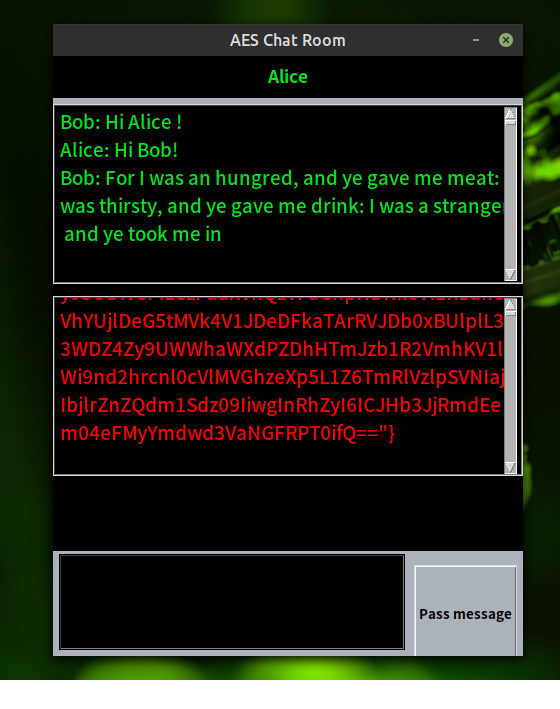 AES Chat Room
Alice
Bob: Hi Alice !
Alice: Hi Bob!
Bob: For I was an hungred, and ye gave me meat:
was thirsty, and ye gave me drink: I was a stranger
and ye took me in
VhYUjlDeG5tMVk4V1JDeDFkaTArRVJDb0xBUlplL3
3WDZ4Zy9UWWhaWXdPZDhHTmJzb1R2VmhKV1l
Wi9nd2hrcnl0cVlMVGhzeXp5L1Z6TmRlVzlpSVNIaj
IbjlrZnZQdm1Sdz09IiwgInRhZyI6ICJHb3JjRmdEe
m04eFMyYmdwd3VaNGFRPT0ifQ=="}
Pass message